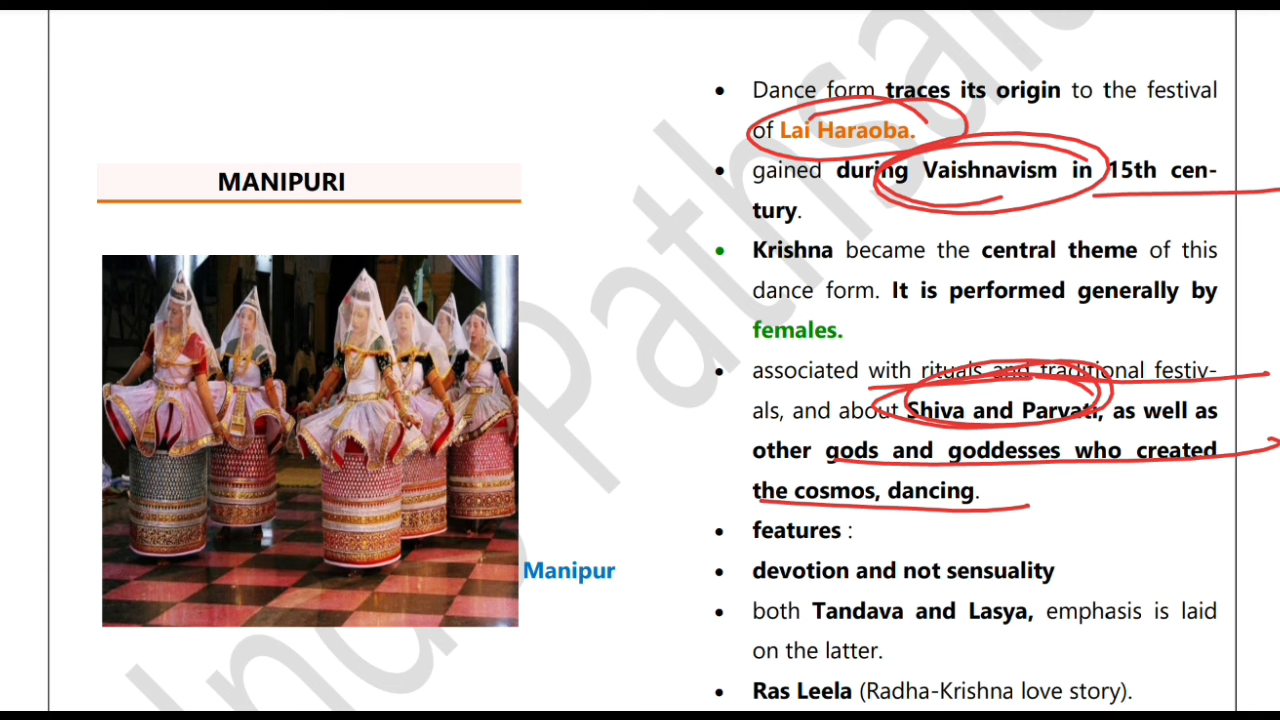 MANIPURI
Manipur
• Dance form traces its origin to the festival
of Lai Haraoba.
• gained during Vaishnavism in 15th cen-
tury.
• Krishna became the central theme of this
dance form. It is performed generally by
females.
• associated with rituals and traditional festiv-
als, and about Shiva and Parvati, as well as
other gods and goddesses who created
the cosmos, dancing.
• features :
• devotion and not sensuality
• both Tandava and Lasya, emphasis is laid
on the latter.
• Ras Leela (Radha-Krishna love story).